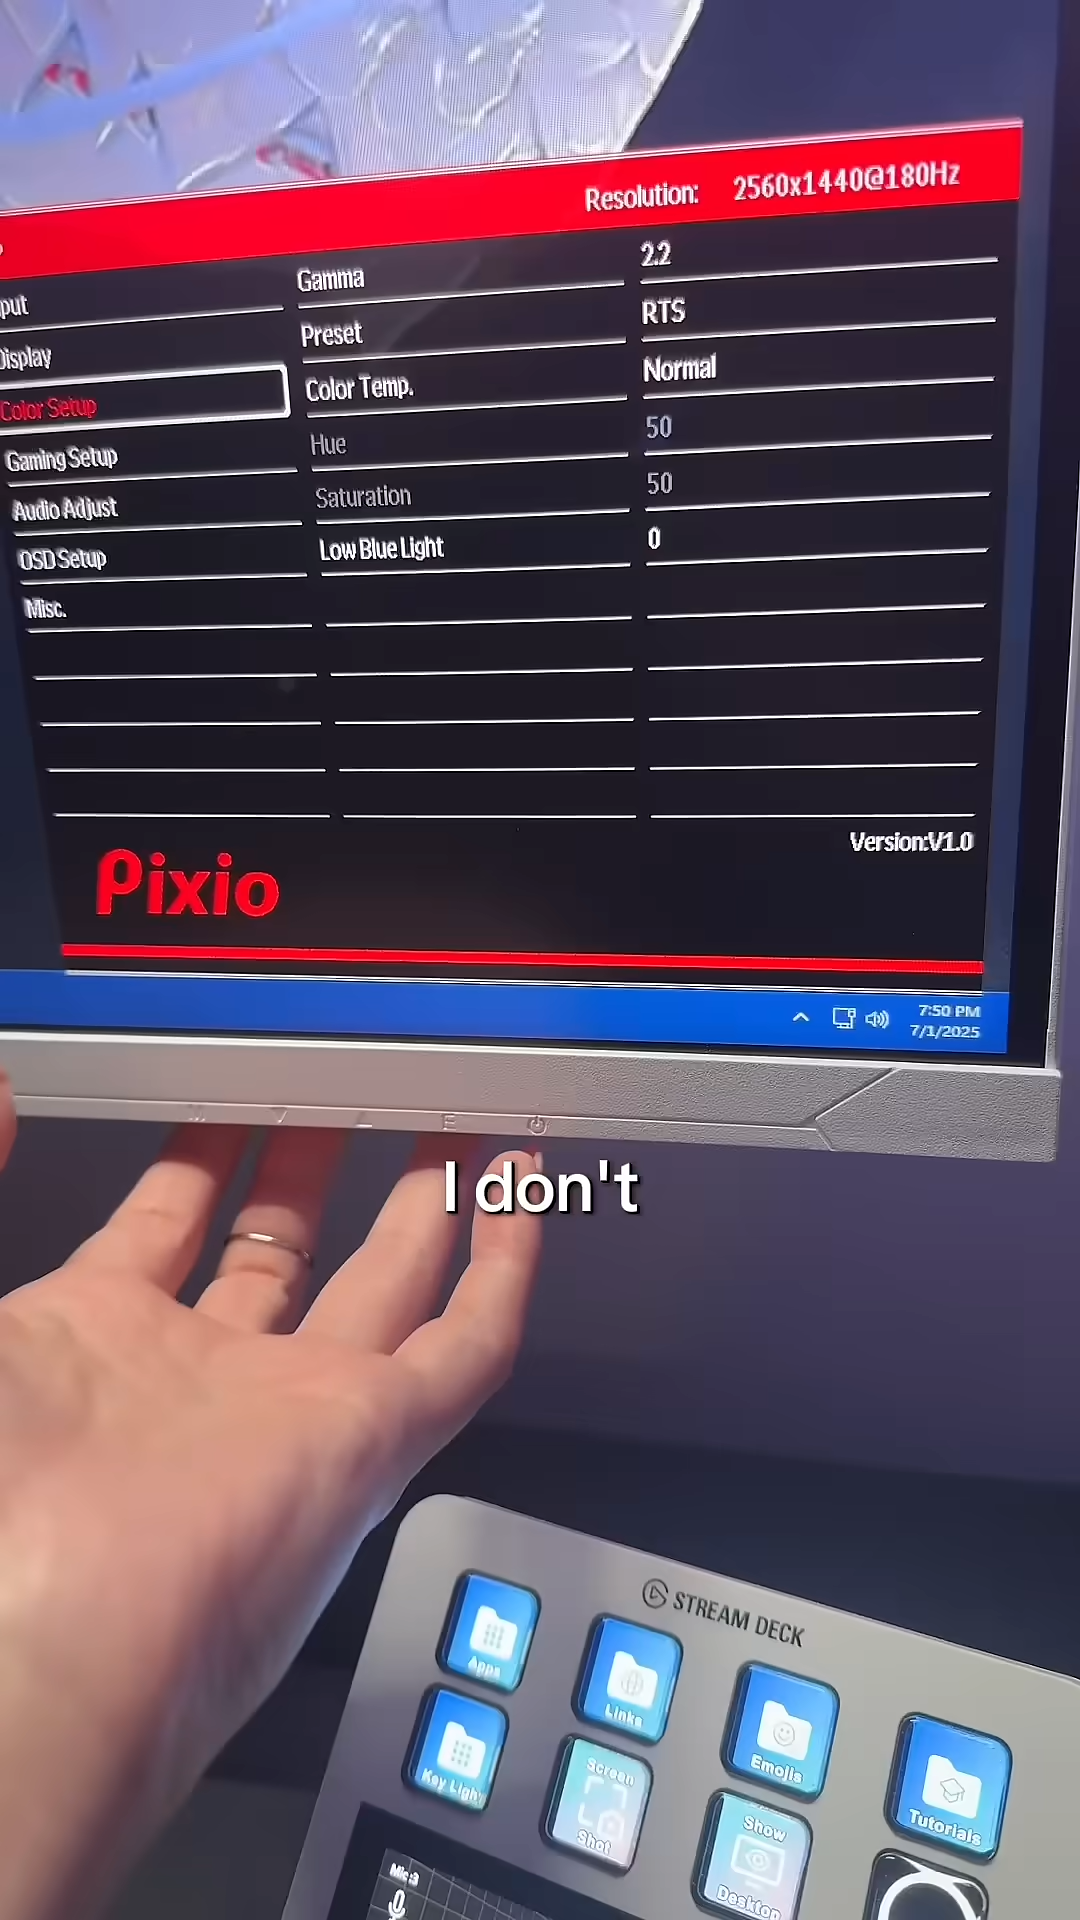 Resolution: 2560x1440@180Hz
put
Display
Color Setup
Gaming Setup
Audio Adjust
OSD Setup
Misc.
Gamma 2.2
Preset RTS
Color Temp. Normal
Hue 50
Saturation 50
Low Blue Light 0
Version:V1.0
Pixio
7:50 PM
7/1/2025
M
E
I don't
STREAM DECK
Apps
Links
Emojis
Tutorials
Key Light
Screen
Shot
Show
Desktop